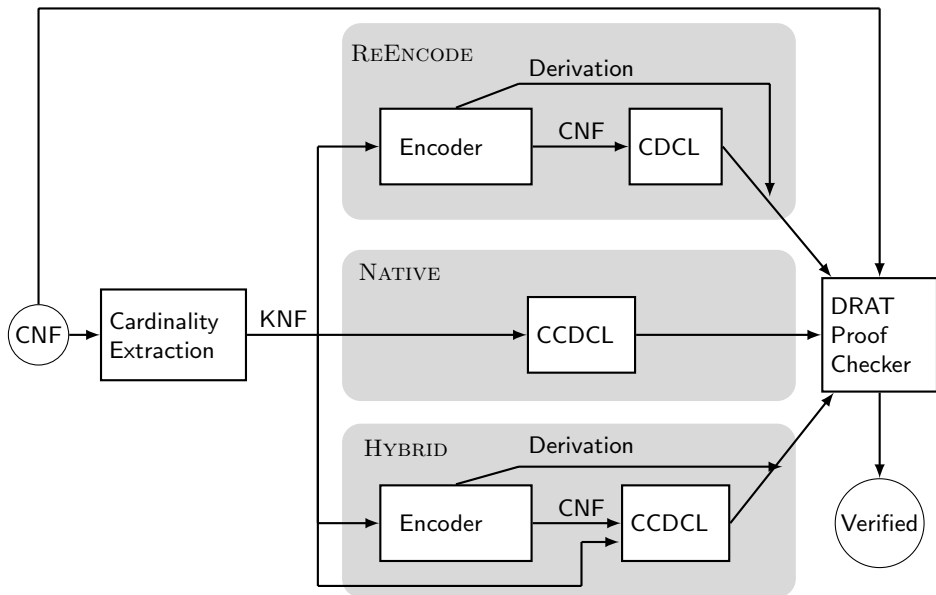 REENCODE
Derivation
Encoder
CNF
CDCL
NATIVE
CNF
Cardinality
Extraction
KNF
CCDCL
DRAT
Proof
Checker
HYBRID
Derivation
Encoder
CNF
CCDCL
Verified